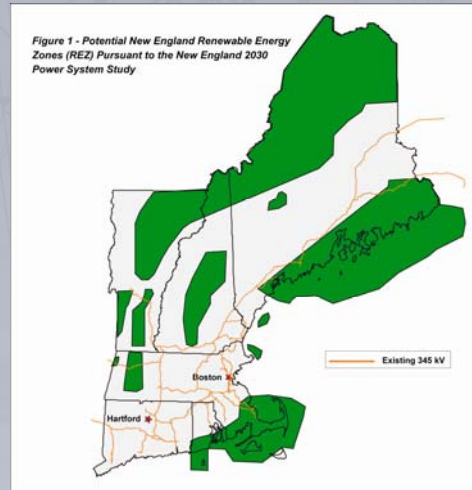 Figure 1 - Potential New England Renewable Energy
Zones (REZ) Pursuant to the New England 2030
Power System Study
Existing 345 kV
Boston
Hartford